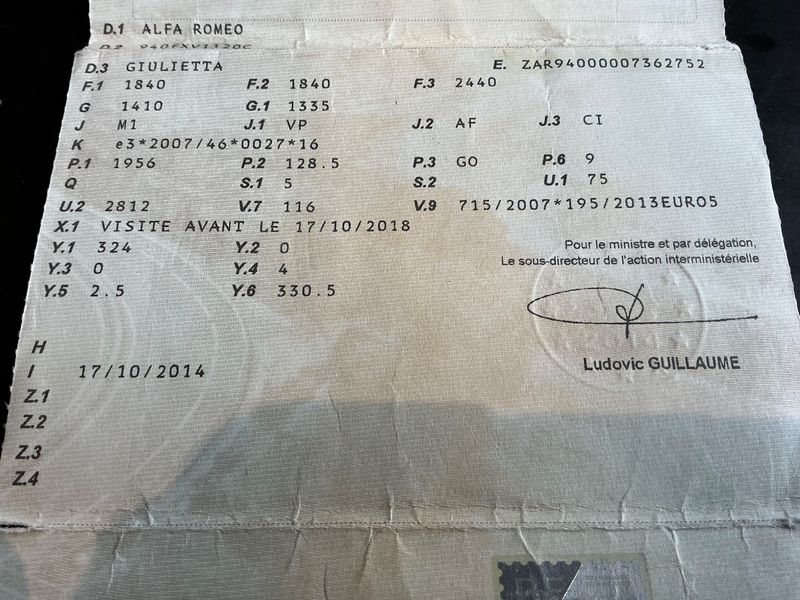 D.1 ALFA ROMEO
D.2 940FXV1120C
D.3 GIULIETTA E. ZAR94000007362752
F.1 1840 F.2 1840 F.3 2440
G 1410 G.1 1335
J M1 J.1 VP J.2 AF J.3 CI
K e3*2007/46*0027*16
P.1 1956 P.2 128.5 P.3 GO P.6 9
Q S.1 5 S.2 U.1 75
U.2 2812 V.7 116 V.9 715/2007*195/2013EURO5
X.1 VISITE AVANT LE 17/10/2018
Y.1 324 Y.2 0
Y.3 0 Y.4 4
Y.5 2.5 Y.6 330.5
Pour le ministre et par délégation,
Le sous-directeur de l'action interministérielle
Ludovic GUILLAUME
H
I 17/10/2014
Z.1
Z.2
Z.3
Z.4